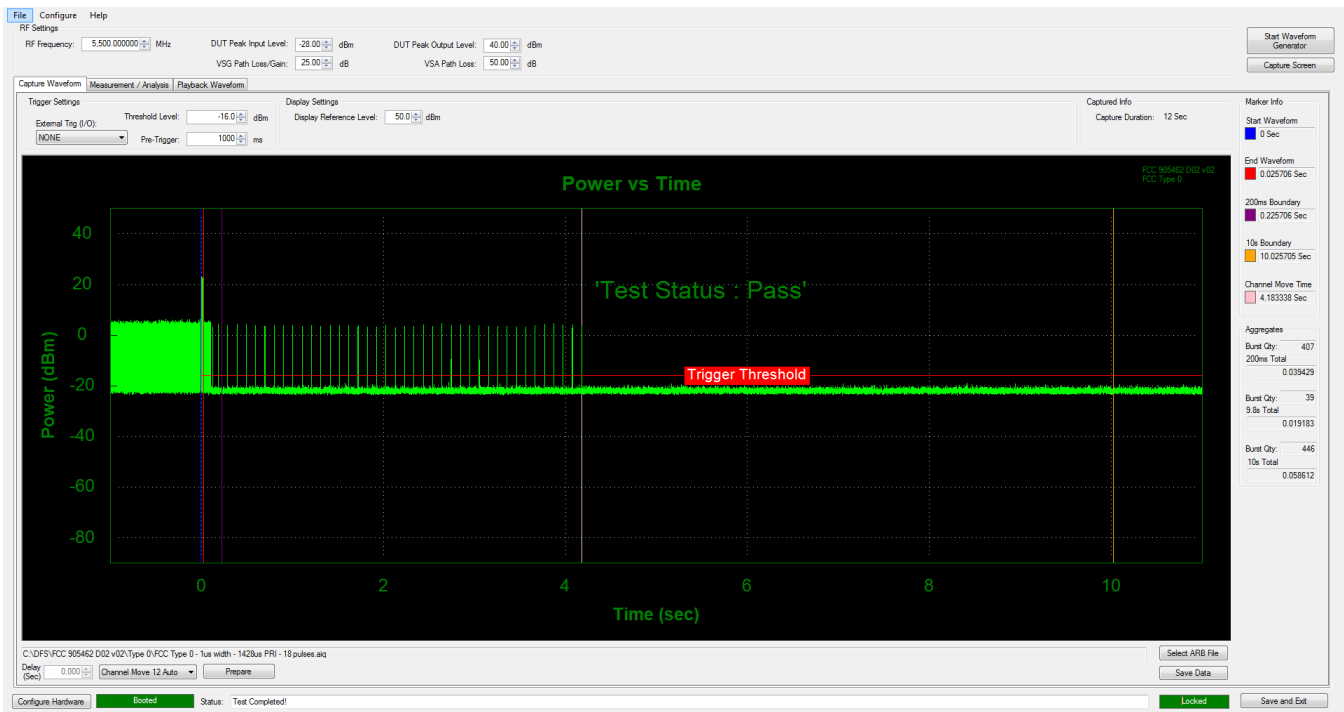 File Configure Help
RF Settings
RF Frequency: 5,500.000000 MHz DUT Peak Input Level: -28.00 dBm DUT Peak Output Level: 40.00 dBm
VSG Path Loss/Gain: 25.00 dB VSA Path Loss: 50.00 dB
Start Waveform
Generator
Capture Screen
Capture Waveform Measurement / Analysis Playback Waveform
Trigger Settings
External Trig (I/O):
NONE
Threshold Level: -16.0 dBm
Pre-Trigger: 1000 ms
Display Settings
Display Reference Level: 50.0 dBm
Captured Info
Capture Duration: 12 Sec
Marker Info
Start Waveform
0 Sec
End Waveform
0.025706 Sec
200ms Boundary
0.225706 Sec
10s Boundary
10.025705 Sec
Channel Move Time
4.183338 Sec
Aggregates
Burst Qty: 407
200ms Total
0.039429
Burst Qty: 39
9.8s Total
0.019183
Burst Qty: 446
10s Total
0.058612
Power vs Time
FCC 905462 D02 v02
FCC Type 0
'Test Status : Pass'
Trigger Threshold
Power (dBm)
40
20
0
-20
-40
-60
-80
0 2 4 6 8 10
Time (sec)
C:\DFS\FCC 905462 D02 v02\Type 0\FCC Type 0 - 1us width - 1428us PRI - 18 pulses.aiq
Select ARB File
Delay
(Sec) 0.000 Channel Move 12 Auto Prepare
Save Data
Configure Hardware Booted Status: Test Completed! Locked Save and Exit